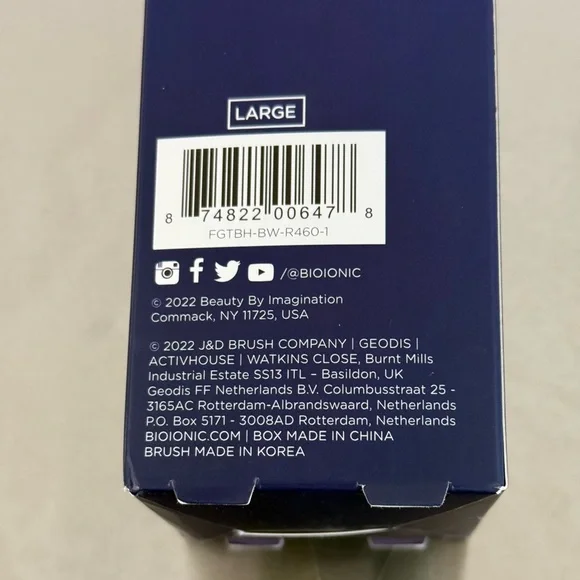 LARGE
8 74822 00647 8
FGTBH-BW-R460-1
/@BIOIONIC
© 2022 Beauty By Imagination
Commack, NY 11725, USA
© 2022 J&D BRUSH COMPANY | GEODIS |
ACTIVHOUSE | WATKINS CLOSE, Burnt Mills
Industrial Estate SS13 ITL – Basildon, UK
Geodis FF Netherlands B.V. Columbusstraat 25 -
3165AC Rotterdam-Albrandswaard, Netherlands
P.O. Box 5171 - 3008AD Rotterdam, Netherlands
BIOIONIC.COM | BOX MADE IN CHINA
BRUSH MADE IN KOREA